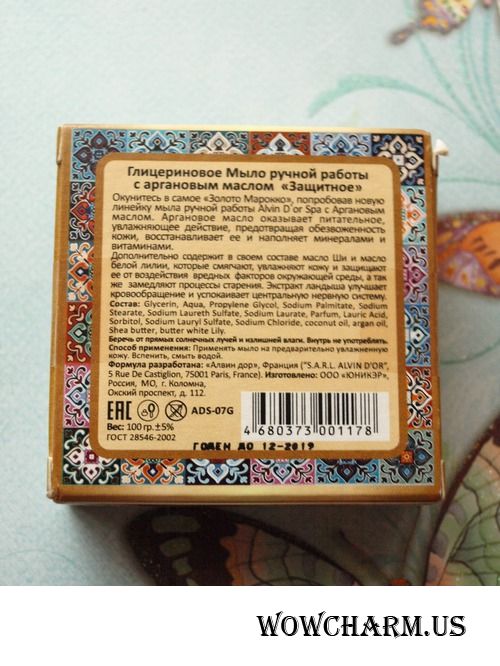 Глицериновое Мыло ручной работы
с аргановым маслом «Защитное»
Окунитесь в самое «Золото Марокко», попробовав новую
линейку мыла ручной работы Alvin D`or Spa с Аргановым
маслом. Аргановое масло оказывает питательное,
увлажняющее действие, предотвращая обезвоженность
кожи, восстанавливает ее и наполняет минералами и
витаминами.
Дополнительно содержит в своем составе масло Ши и масло
белой лилии, которые смягчают, увлажняют кожу и защищают
ее от воздействия вредных факторов окружающей среды, а так
же замедляют процессы старения. Экстракт ландыша улучшает
кровообращение и успокаивает центральную нервную систему.
Состав: Glycerin, Aqua, Propylene Glycol, Sodium Palmitate, Sodium
Stearate, Sodium Laureth Sulfate, Sodium Laurate, Parfum, Lauric Acid,
Sorbitol, Sodium Lauryl Sulfate, Sodium Chloride, coconut oil, argan oil,
Shea butter, butter white Lily.
Беречь от прямых солнечных лучей и излишней влаги. Внутрь не употреблять.
Способ применения: Применять мыло на предварительно увлажненную
кожу. Вспенить, смыть водой.
Формула разработана: «Алвин дор», Франция ("S.A.R.L. ALVIN D'OR",
5 Rue De Castiglion, 75001 Paris, France). Изготовлено: ООО «ЮНИКЭР»,
Россия, МО, г. Коломна,
Окский проспект, д. 112.
EAC ADS-07G
Вес: 100 гр.±5%
ГОСТ 28546-2002
4 680373 001178
ГОДЕН ДО 12-2019
WOWCHARM.US